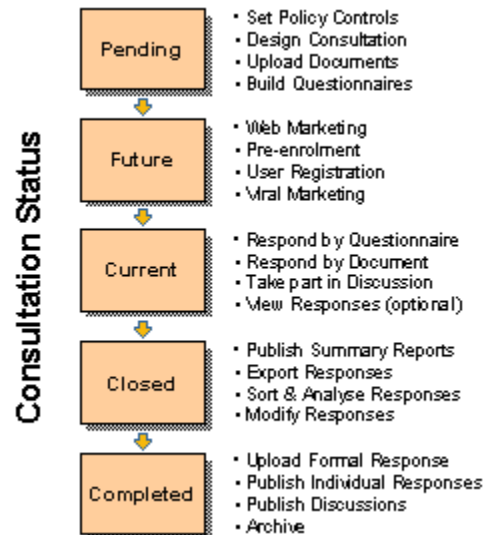 Consultation Status
Pending
• Set Policy Controls
• Design Consultation
• Upload Documents
• Build Questionnaires
Future
• Web Marketing
• Pre-enrolment
• User Registration
• Viral Marketing
Current
• Respond by Questionnaire
• Respond by Document
• Take part in Discussion
• View Responses (optional)
Closed
• Publish Summary Reports
• Export Responses
• Sort & Analyse Responses
• Modify Responses
Completed
• Upload Formal Response
• Publish Individual Responses
• Publish Discussions
• Archive